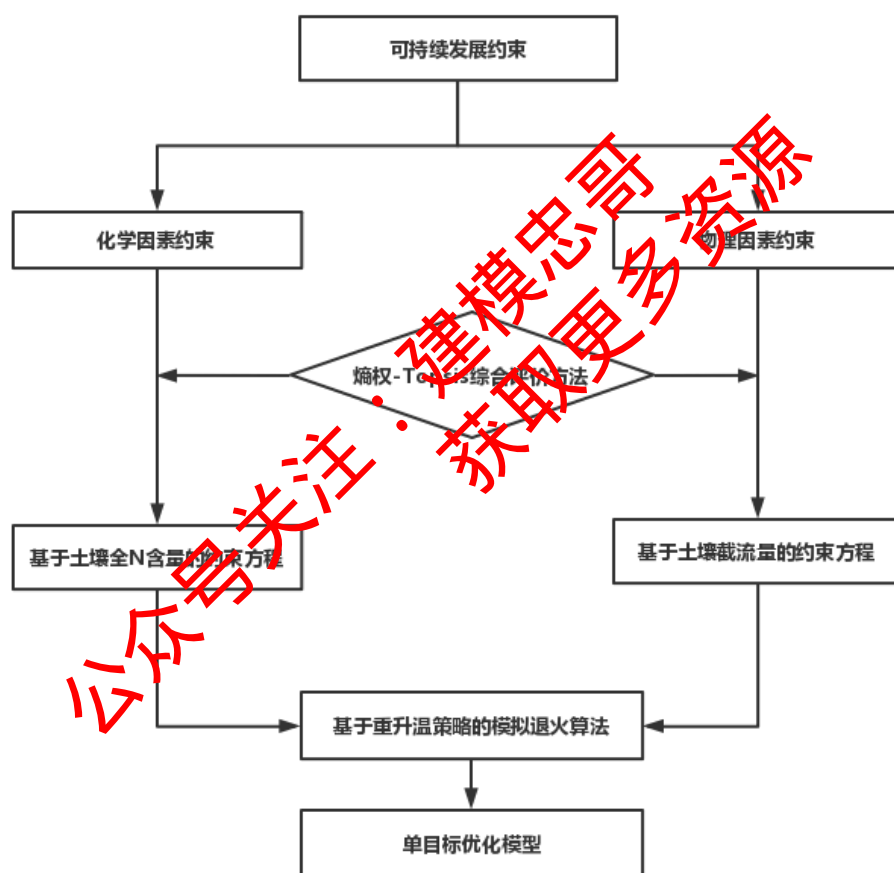 可持续发展约束
化学因素约束
物理因素约束
熵权-Topsis综合评价方法
基于土壤全N含量的约束方程
基于土壤截流量的约束方程
基于重升温策略的模拟退火算法
单目标优化模型
公众号关注：建模忠哥
获取更多资源